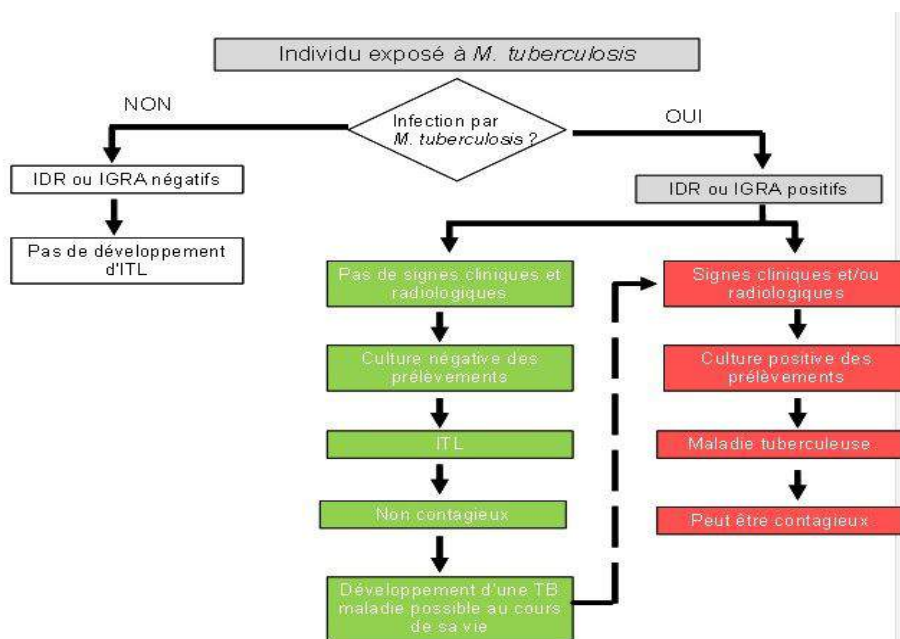 Individu exposé à M. tuberculosis
NON
Infection par
M. tuberculosis ?
OUI
IDR ou IGRA négatifs
IDR ou IGRA positifs
Pas de développement
d'ITL
Pas de signes cliniques et
radiologiques
Signes cliniques et/ou
radiologiques
Culture négative des
prélèvements
Culture positive des
prélèvements
ITL
Maladie tuberculeuse
Non contagieux
Peut être contagieux
Développement d'une TB
maladie possible au cours
de sa vie